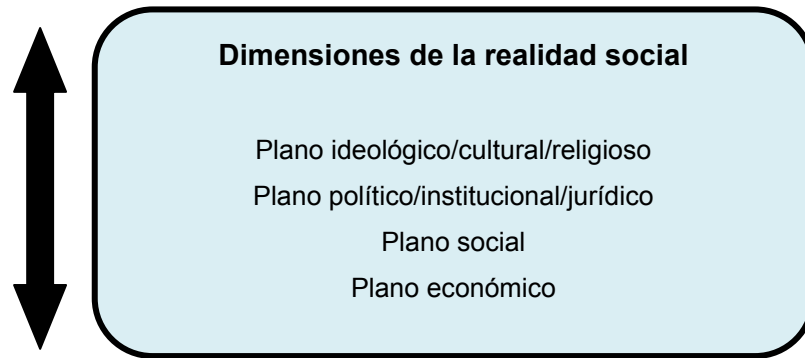 Dimensiones de la realidad social
Plano ideológico/cultural/religioso
Plano político/institucional/jurídico
Plano social
Plano económico